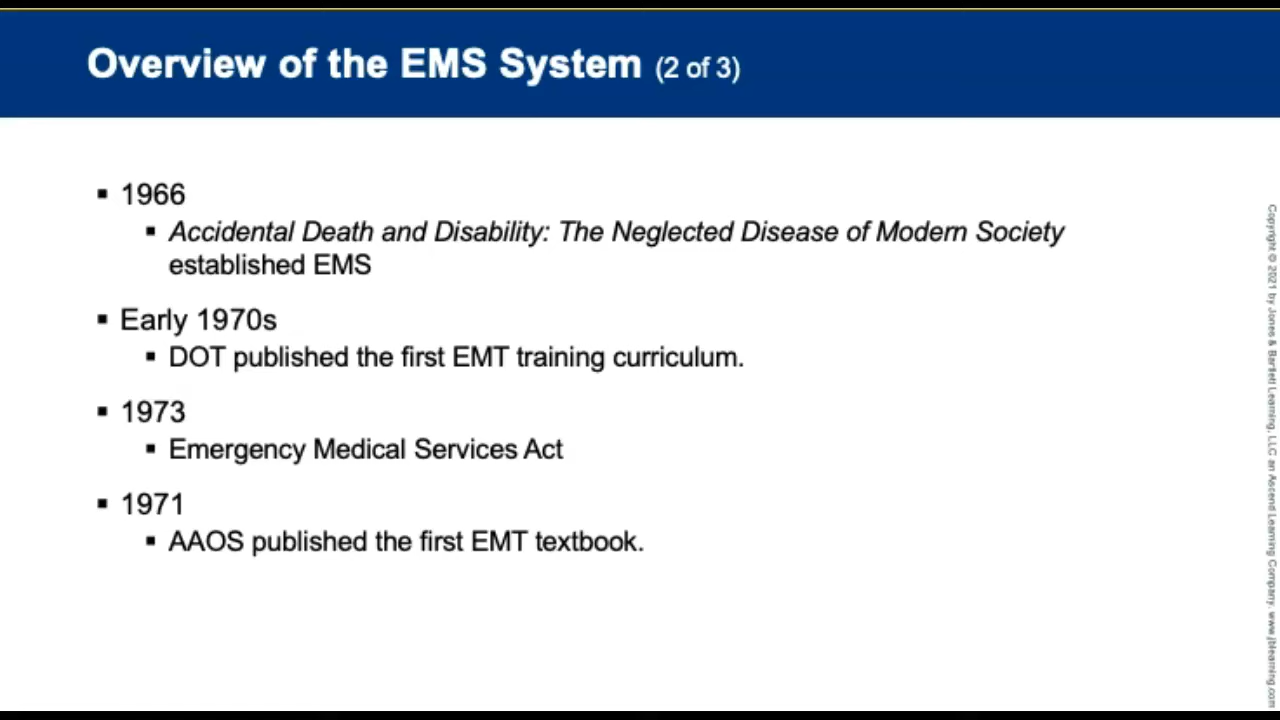 Overview of the EMS System (2 of 3)
▪ 1966
▪ Accidental Death and Disability: The Neglected Disease of Modern Society
established EMS
▪ Early 1970s
▪ DOT published the first EMT training curriculum.
▪ 1973
▪ Emergency Medical Services Act
▪ 1971
▪ AAOS published the first EMT textbook.
Copyright © 2021 by Jones & Bartlett Learning, LLC an Ascend Learning Company. www.jblearning.com